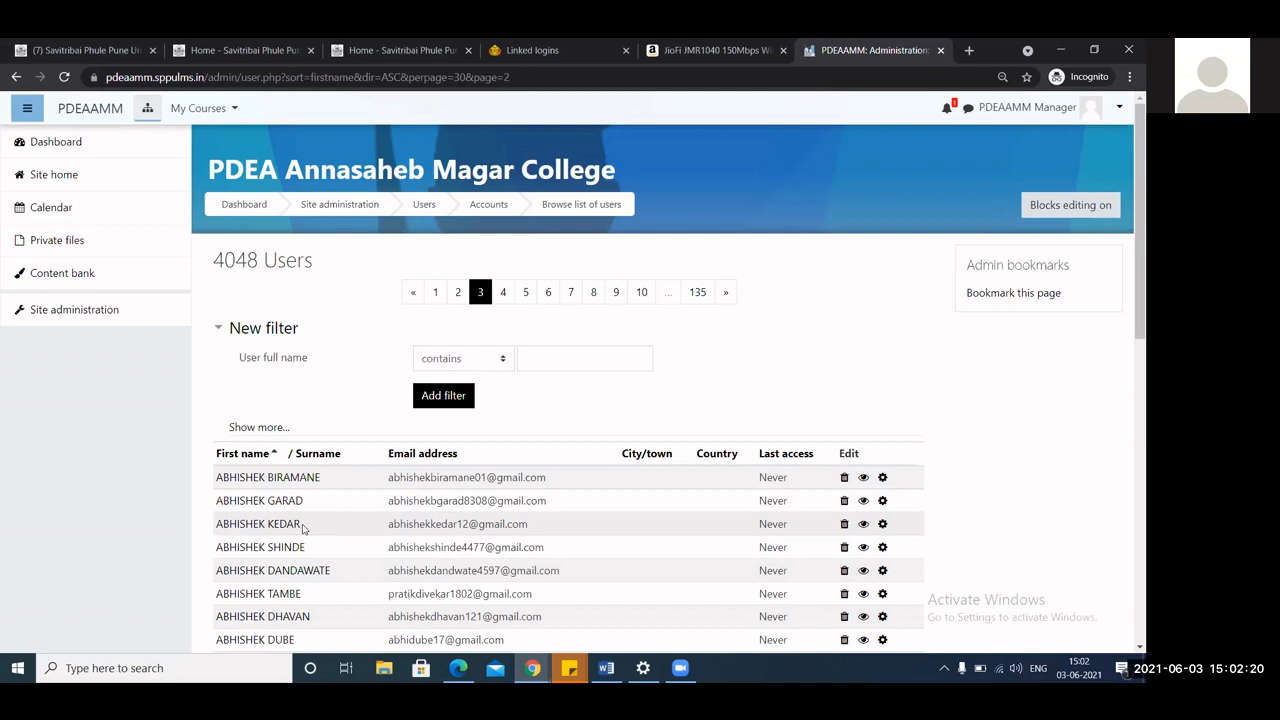 (7) Savitribai Phule Pune Un
Home - Savitribai Phule Pu
Home - Savitribai Phule Pu
Linked logins
JioFi JMR1040 150Mbps Wi
PDEAAMM: Administration:
pdeaamm.sppulms.in/admin/user.php?sort=firstname&dir=ASC&perpage=30&page=2
Incognito
PDEAAMM
My Courses
1
PDEAAMM Manager
Dashboard
Site home
Calendar
Private files
Content bank
Site administration
PDEA Annasaheb Magar College
Dashboard
Site administration
Users
Accounts
Browse list of users
Blocks editing on
4048 Users
« 1 2 3 4 5 6 7 8 9 10 ... 135 »
Admin bookmarks
Bookmark this page
New filter
User full name
contains
Add filter
Show more...
First name / Surname Email address City/town Country Last access Edit
ABHISHEK BIRAMANE abhishekbiramane01@gmail.com Never
ABHISHEK GARAD abhishekbgarad8308@gmail.com Never
ABHISHEK KEDAR abhishekkedar12@gmail.com Never
ABHISHEK SHINDE abhishekshinde4477@gmail.com Never
ABHISHEK DANDAWATE abhishekdandwate4597@gmail.com Never
ABHISHEK TAMBE pratikdivekar1802@gmail.com Never
ABHISHEK DHAVAN abhishekdhavan121@gmail.com Never
ABHISHEK DUBE abhidube17@gmail.com Never
Activate Windows
Go to Settings to activate Windows.
Type here to search
ENG
15:02
03-06-2021
2021-06-03 15:02:20